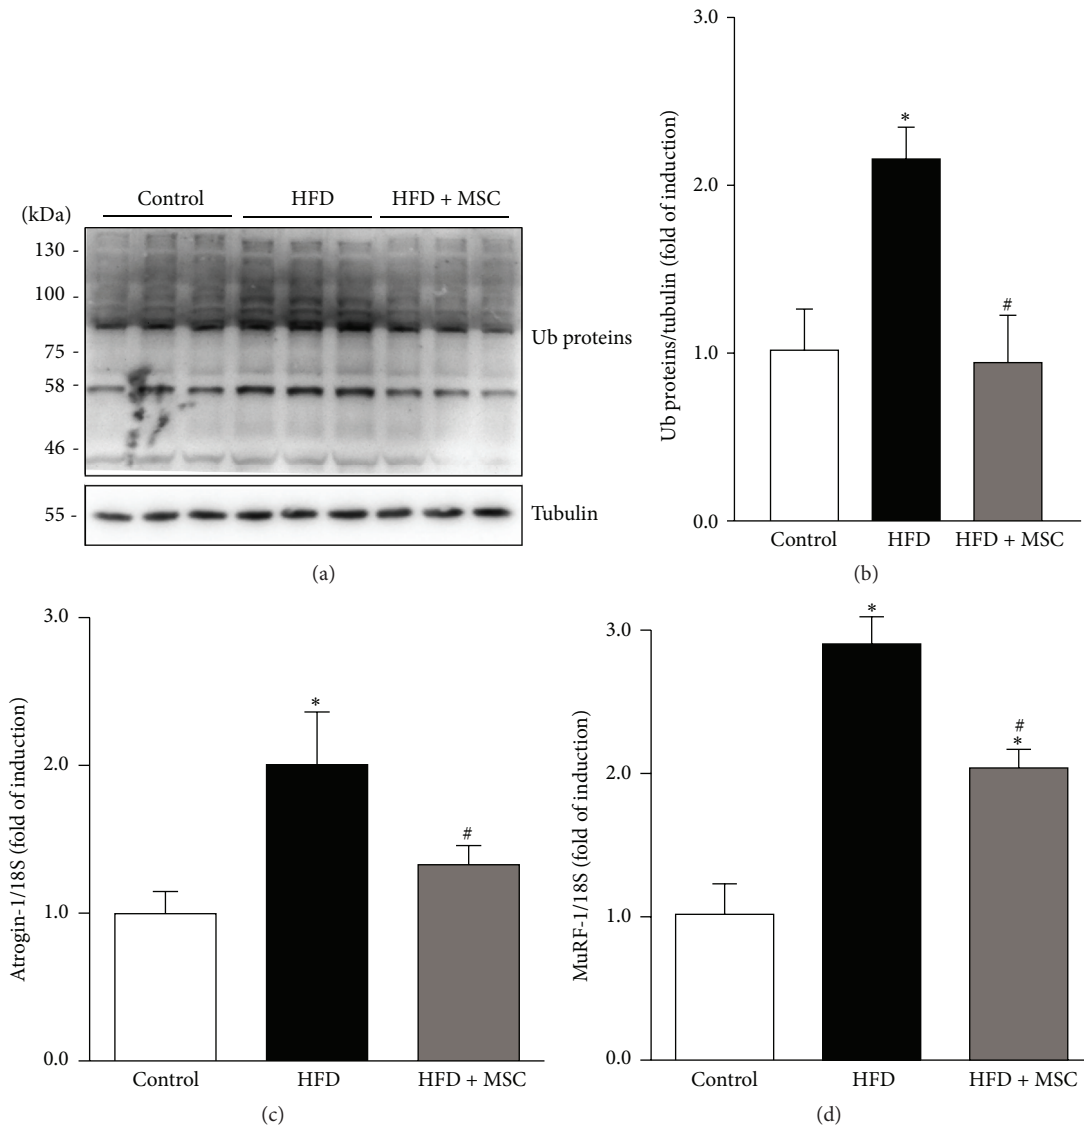 Control HFD HFD + MSC
(kDa)
130 -
100 -
75 -
58 -
46 -
Ub proteins
55 -
Tubulin
(a)
Ub proteins/tubulin (fold of induction)
3.0
2.0
1.0
0.0
*
#
Control HFD HFD + MSC
(b)
Atrogin-1/18S (fold of induction)
3.0
2.0
1.0
0.0
*
#
Control HFD HFD + MSC
(c)
MuRF-1/18S (fold of induction)
3.0
2.0
1.0
0.0
*
#
*
Control HFD HFD + MSC
(d)